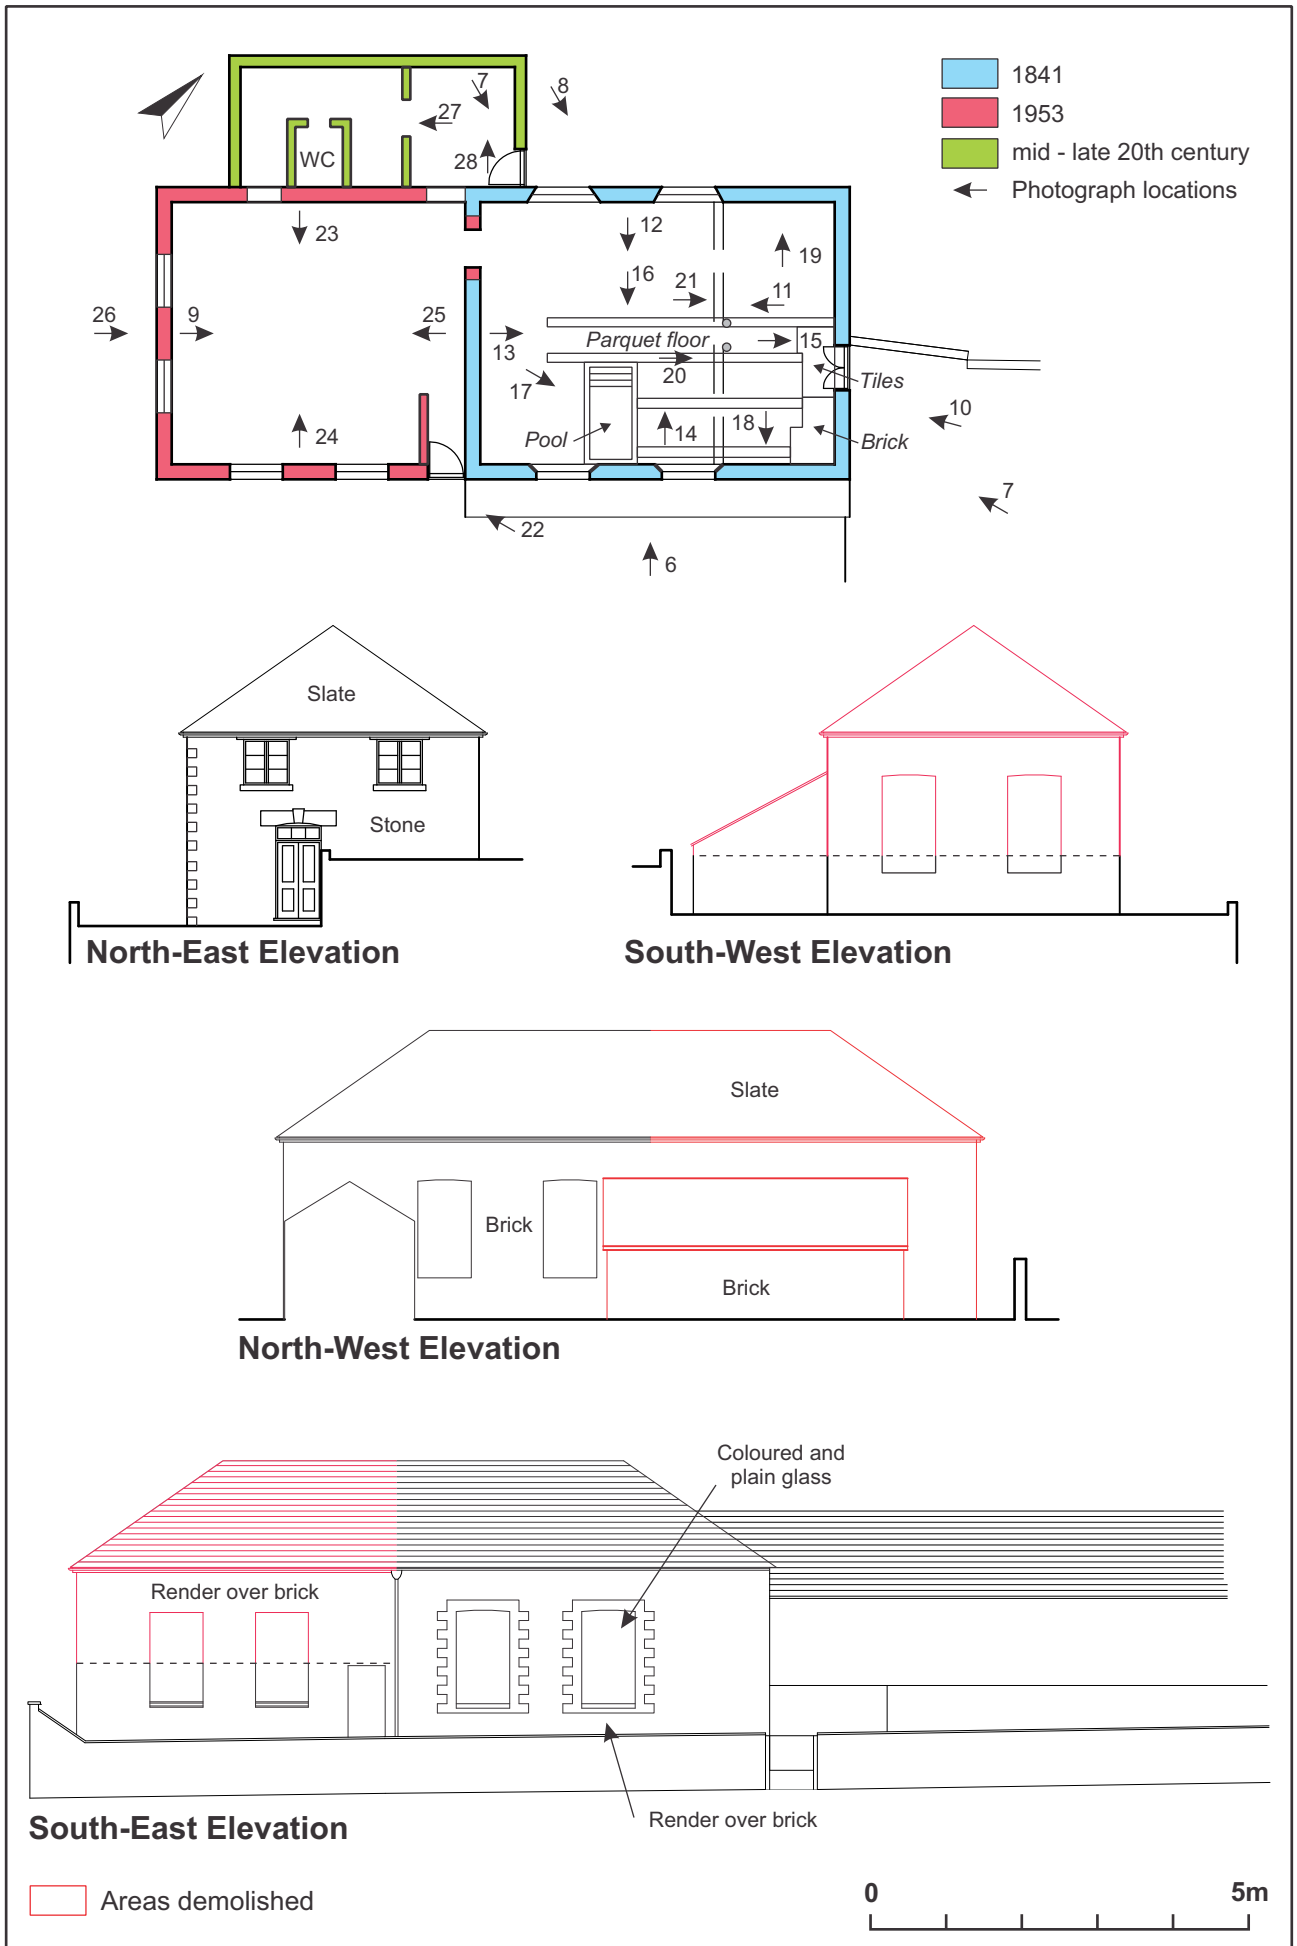 1841
1953
mid - late 20th century
Photograph locations
7
8
27
28
WC
23
12
19
16
21
11
26
9
25
13
Parquet floor
15
20
17
Tiles
10
24
Pool
14
18
Brick
7
22
6
Slate
Stone
North-East Elevation
South-West Elevation
Slate
Brick
Brick
North-West Elevation
Coloured and
plain glass
Render over brick
Render over brick
South-East Elevation
Areas demolished
0
5m